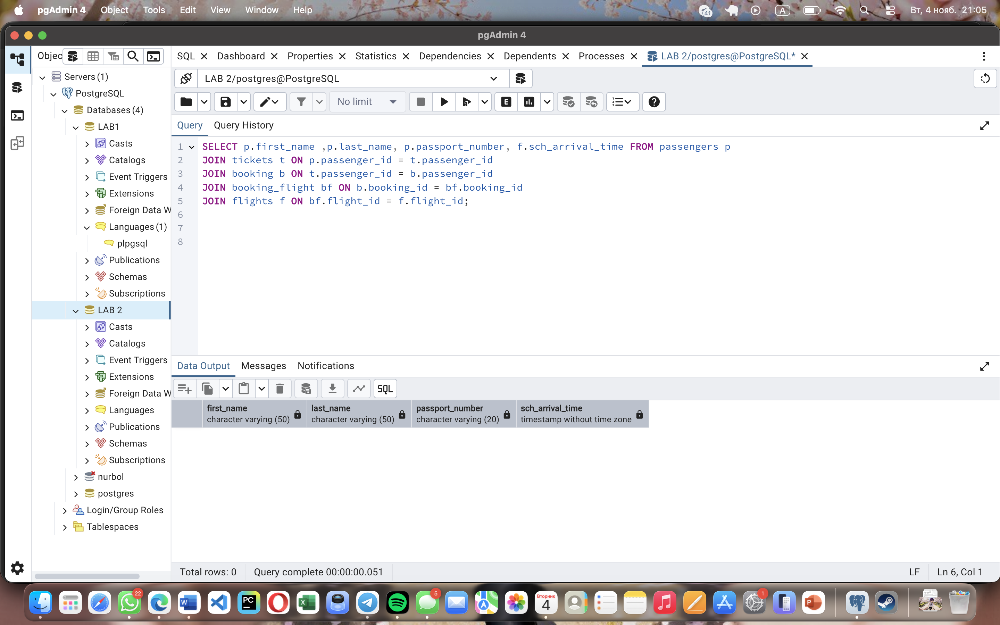 pgAdmin 4 Object Tools Edit View Window Help 41 A Вт, 4 нояб. 21:05
pgAdmin 4
Objec
SQL Dashboard Properties Statistics Dependencies Dependents Processes LAB 2/postgres@PostgreSQL*
Servers (1)
PostgreSQL
Databases (4)
LAB1
Casts
Catalogs
Event Triggers
Extensions
Foreign Data W
Languages (1)
plpgsql
Publications
Schemas
Subscriptions
LAB 2
Casts
Catalogs
Event Triggers
Extensions
Foreign Data W
Languages
Publications
Schemas
Subscriptions
nurbol
postgres
Login/Group Roles
Tablespaces
LAB 2/postgres@PostgreSQL
No limit E
Query Query History
1 SELECT p.first_name ,p.last_name, p.passport_number, f.sch_arrival_time FROM passengers p
2 JOIN tickets t ON p.passenger_id = t.passenger_id
3 JOIN booking b ON t.passenger_id = b.passenger_id
4 JOIN booking_flight bf ON b.booking_id = bf.booking_id
5 JOIN flights f ON bf.flight_id = f.flight_id;
6
7
8
Data Output Messages Notifications
SQL
first_name last_name passport_number sch_arrival_time
character varying (50) character varying (50) character varying (20) timestamp without time zone
Total rows: 0 Query complete 00:00:00.051 LF Ln 6, Col 1
22 W PC X 5 Вторник 4 1 P